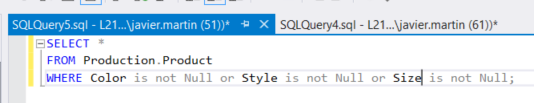 SQLQuery5.sql - L21...\javier.martin (51))* SQLQuery4.sql - L21...\javier.martin (61))*
SELECT *
FROM Production.Product
WHERE Color is not Null or Style is not Null or Size is not Null;